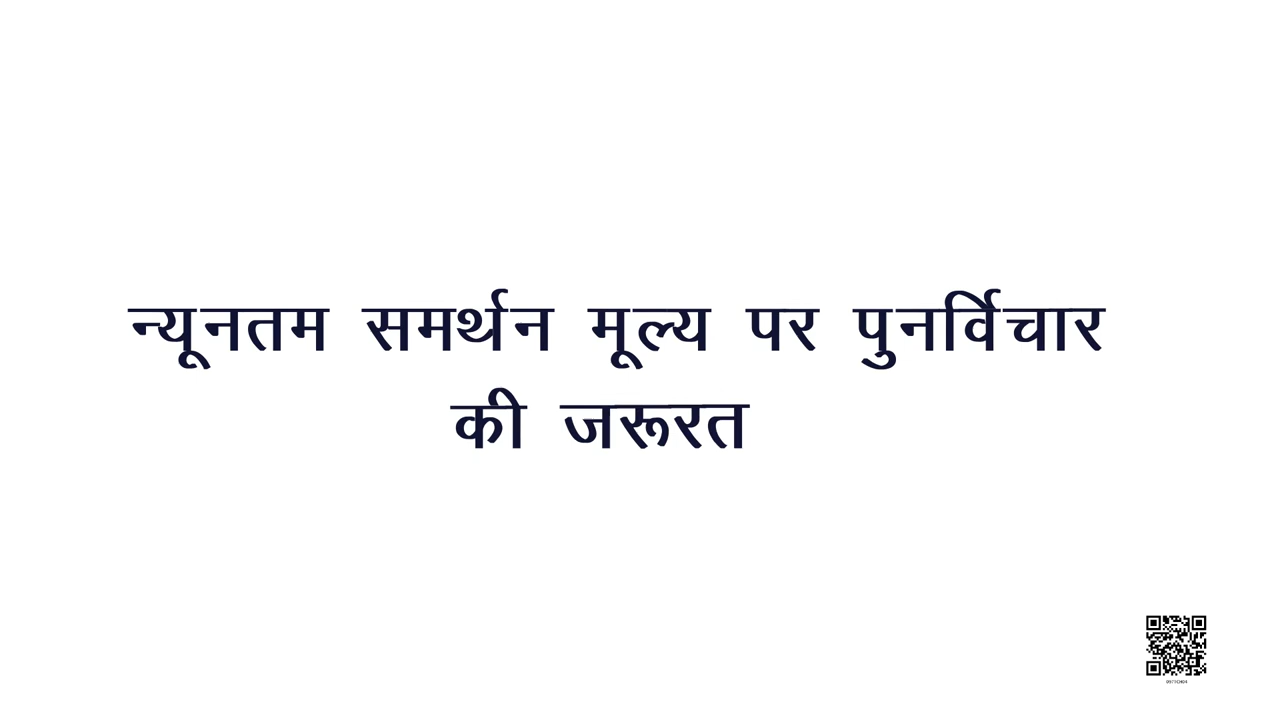 न्यूनतम समर्थन मूल्य पर पुनर्विचार
की जरूरत